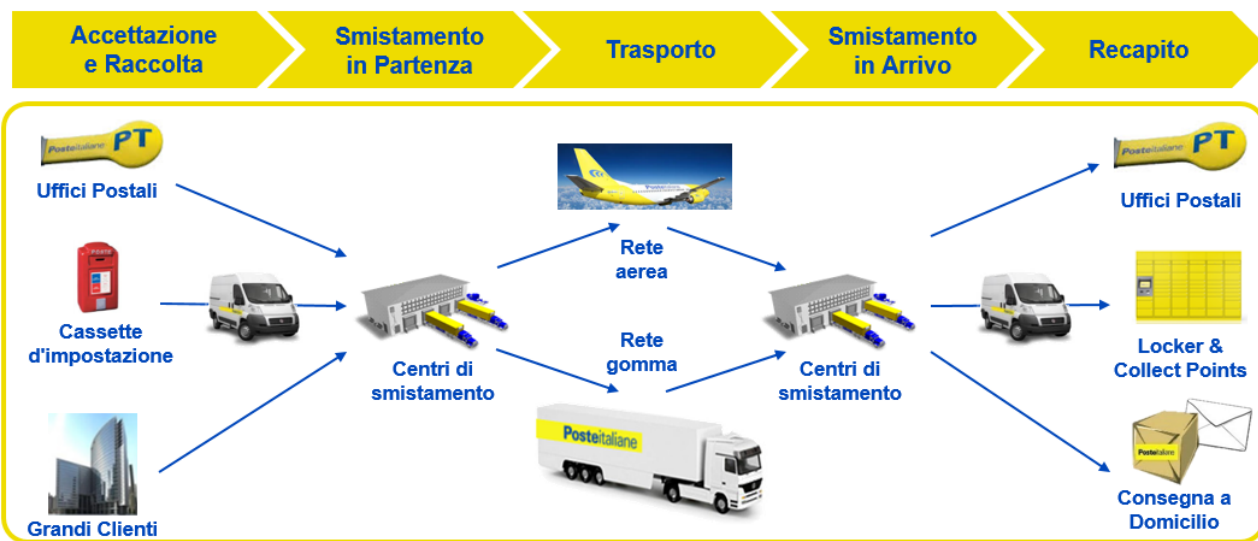 Accettazione
e Raccolta
Smistamento
in Partenza
Trasporto
Smistamento
in Arrivo
Recapito
Posteitaliane PT
Uffici Postali
Cassette
d'impostazione
Grandi Clienti
Centri di
smistamento
Rete
aerea
Rete
gomma
Posteitaliane
Centri di
smistamento
Posteitaliane PT
Uffici Postali
Locker &
Collect Points
Posteitaliane
Consegna a
Domicilio